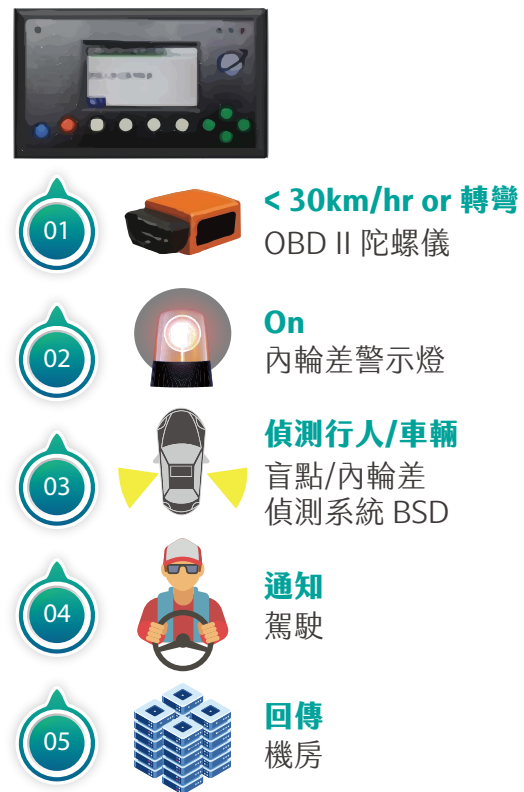 01
< 30km/hr or 轉彎
OBD II 陀螺儀
02
On
內輪差警示燈
03
偵測行人/車輛
盲點/內輪差
偵測系統 BSD
04
通知
駕駛
05
回傳
機房